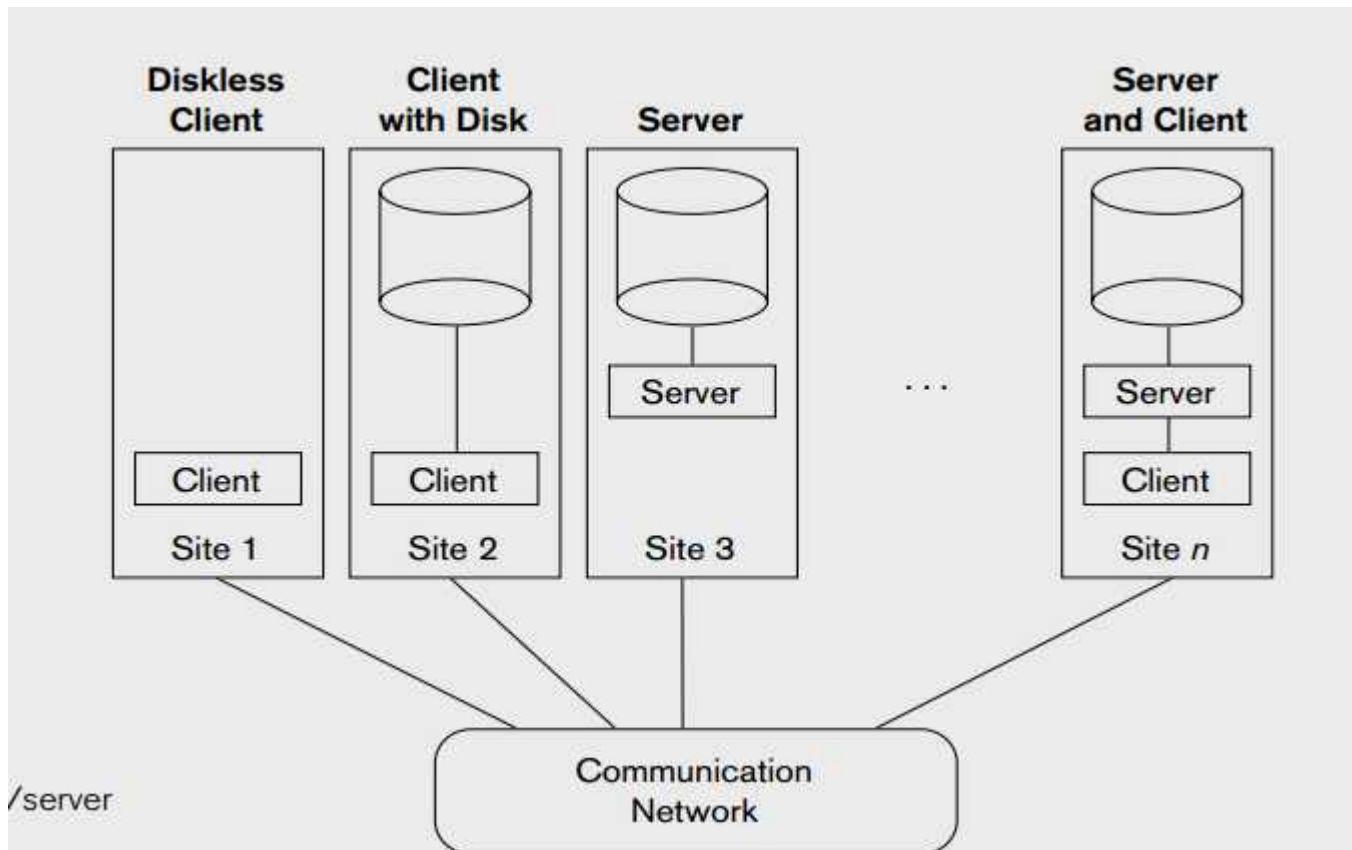 Diskless
Client
Client
with Disk
Server
Server
and Client
Client
Site 1
Client
Site 2
Server
Site 3
. . .
Server
Client
Site n
Communication
Network
/server